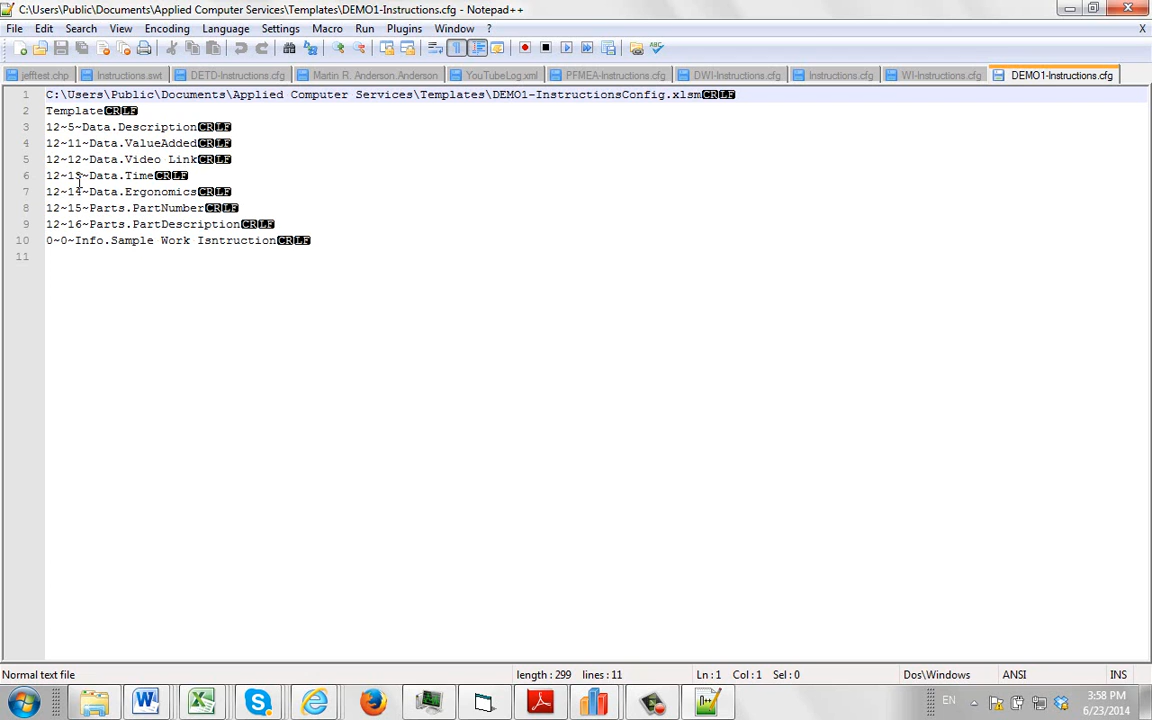 C:\Users\Public\Documents\Applied Computer Services\Templates\DEMO1-Instructions.cfg - Notepad++
File Edit Search View Encoding Language Settings Macro Run Plugins Window ? X
jefftest.chp Instructions.swt DETD-Instructions.cfg Martin R. Anderson.Anderson YouTubeLog.xml PFMEA-Instructions.cfg DWI-Instructions.cfg Instructions.cfg WI-Instructions.cfg DEMO1-Instructions.cfg
1 C:\Users\Public\Documents\Applied Computer Services\Templates\DEMO1-InstructionsConfig.xlsmCRLF
2 TemplateCRLF
3 12~5~Data.DescriptionCRLF
4 12~11~Data.ValueAddedCRLF
5 12~12~Data.Video LinkCRLF
6 12~13~Data.TimeCRLF
7 12~14~Data.ErgonomicsCRLF
8 12~15~Parts.PartNumberCRLF
9 12~16~Parts.PartDescriptionCRLF
10 0~0~Info.Sample Work IsntructionCRLF
11
Normal text file length : 299 lines : 11 Ln : 1 Col : 1 Sel : 0 Dos\Windows ANSI INS
EN 3:58 PM
6/23/2014